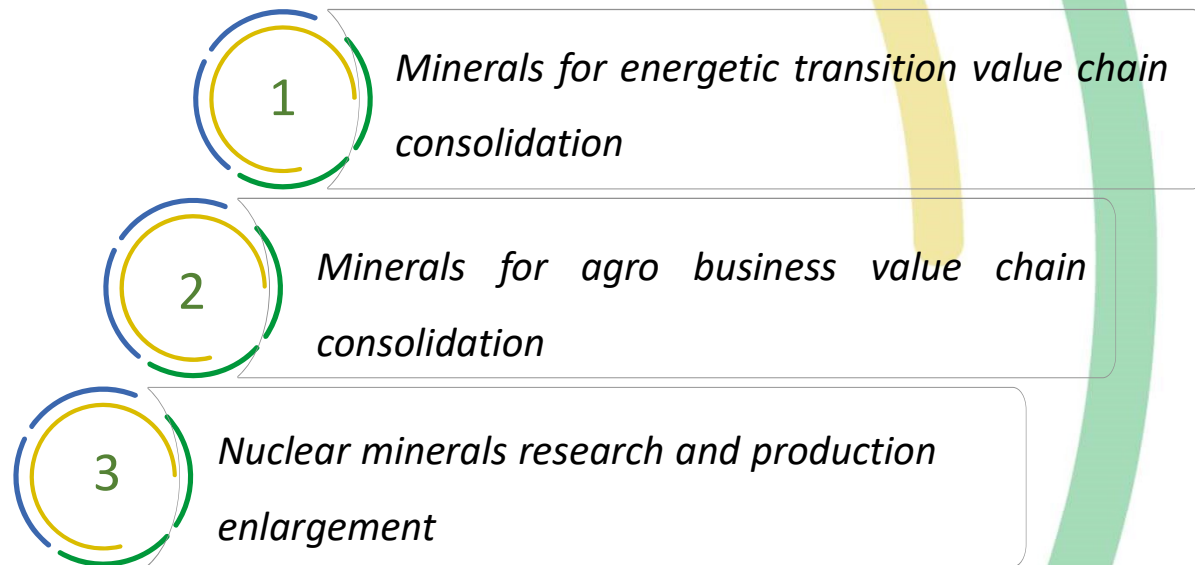 1
Minerals for energetic transition value chain
consolidation
2
Minerals for agro business value chain
consolidation
3
Nuclear minerals research and production
enlargement